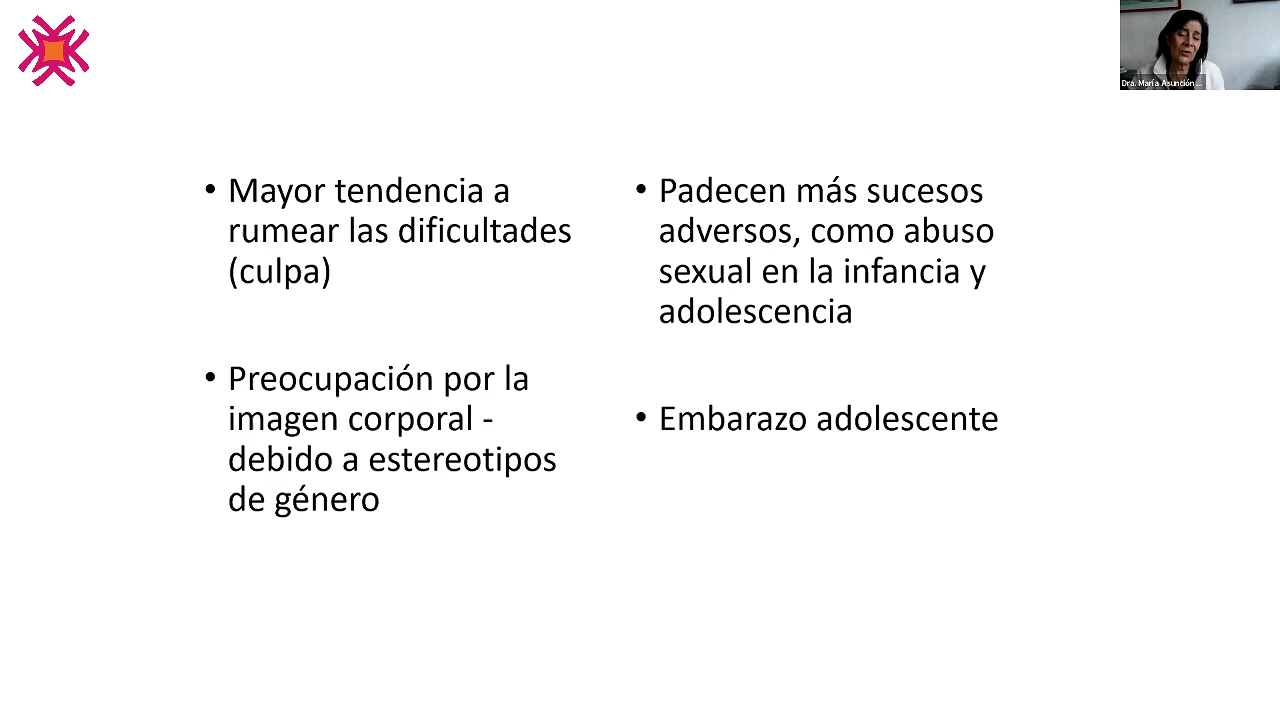 Dra. María Asunción ...
• Mayor tendencia a
rumear las dificultades
(culpa)
• Preocupación por la
imagen corporal -
debido a estereotipos
de género
• Padecen más sucesos
adversos, como abuso
sexual en la infancia y
adolescencia
• Embarazo adolescente